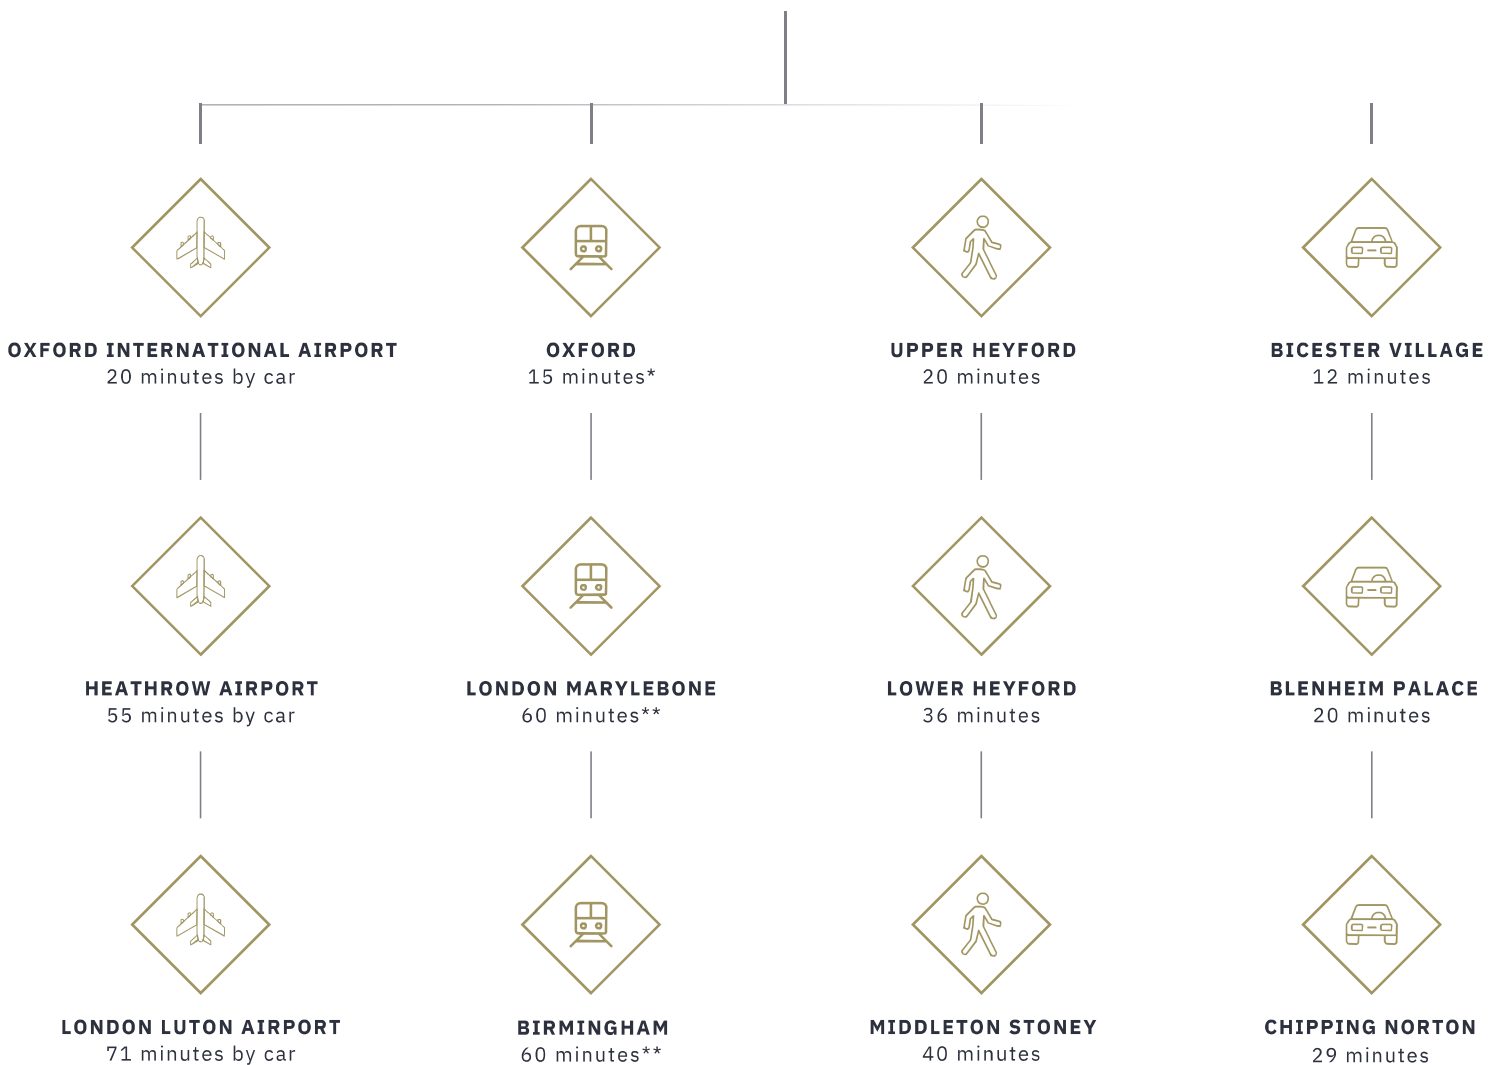 OXFORD INTERNATIONAL AIRPORT
20 minutes by car
OXFORD
15 minutes*
UPPER HEYFORD
20 minutes
BICESTER VILLAGE
12 minutes
HEATHROW AIRPORT
55 minutes by car
LONDON MARYLEBONE
60 minutes**
LOWER HEYFORD
36 minutes
BLENHEIM PALACE
20 minutes
LONDON LUTON AIRPORT
71 minutes by car
BIRMINGHAM
60 minutes**
MIDDLETON STONEY
40 minutes
CHIPPING NORTON
29 minutes